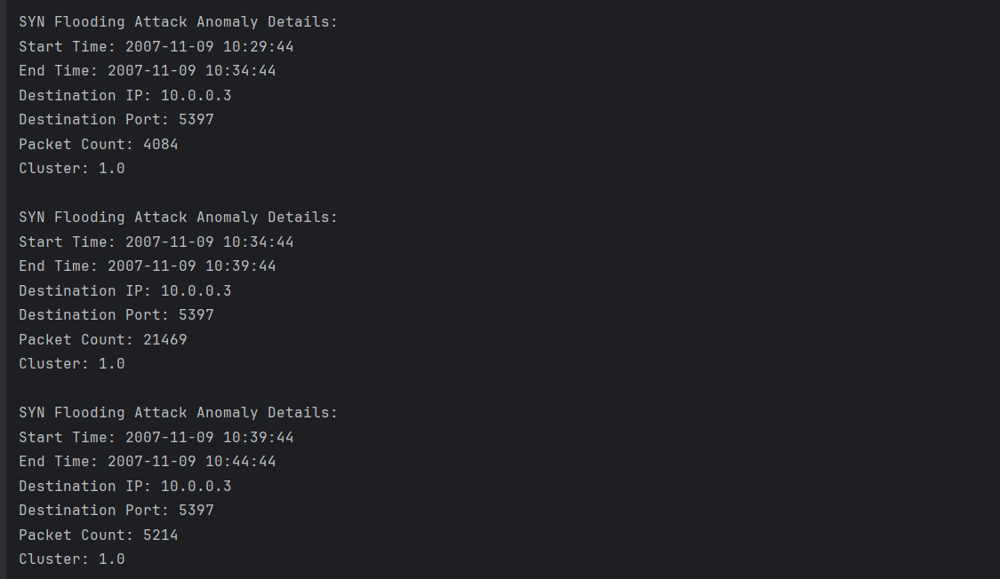 SYN Flooding Attack Anomaly Details:
Start Time: 2007-11-09 10:29:44
End Time: 2007-11-09 10:34:44
Destination IP: 10.0.0.3
Destination Port: 5397
Packet Count: 4084
Cluster: 1.0

SYN Flooding Attack Anomaly Details:
Start Time: 2007-11-09 10:34:44
End Time: 2007-11-09 10:39:44
Destination IP: 10.0.0.3
Destination Port: 5397
Packet Count: 21469
Cluster: 1.0

SYN Flooding Attack Anomaly Details:
Start Time: 2007-11-09 10:39:44
End Time: 2007-11-09 10:44:44
Destination IP: 10.0.0.3
Destination Port: 5397
Packet Count: 5214
Cluster: 1.0